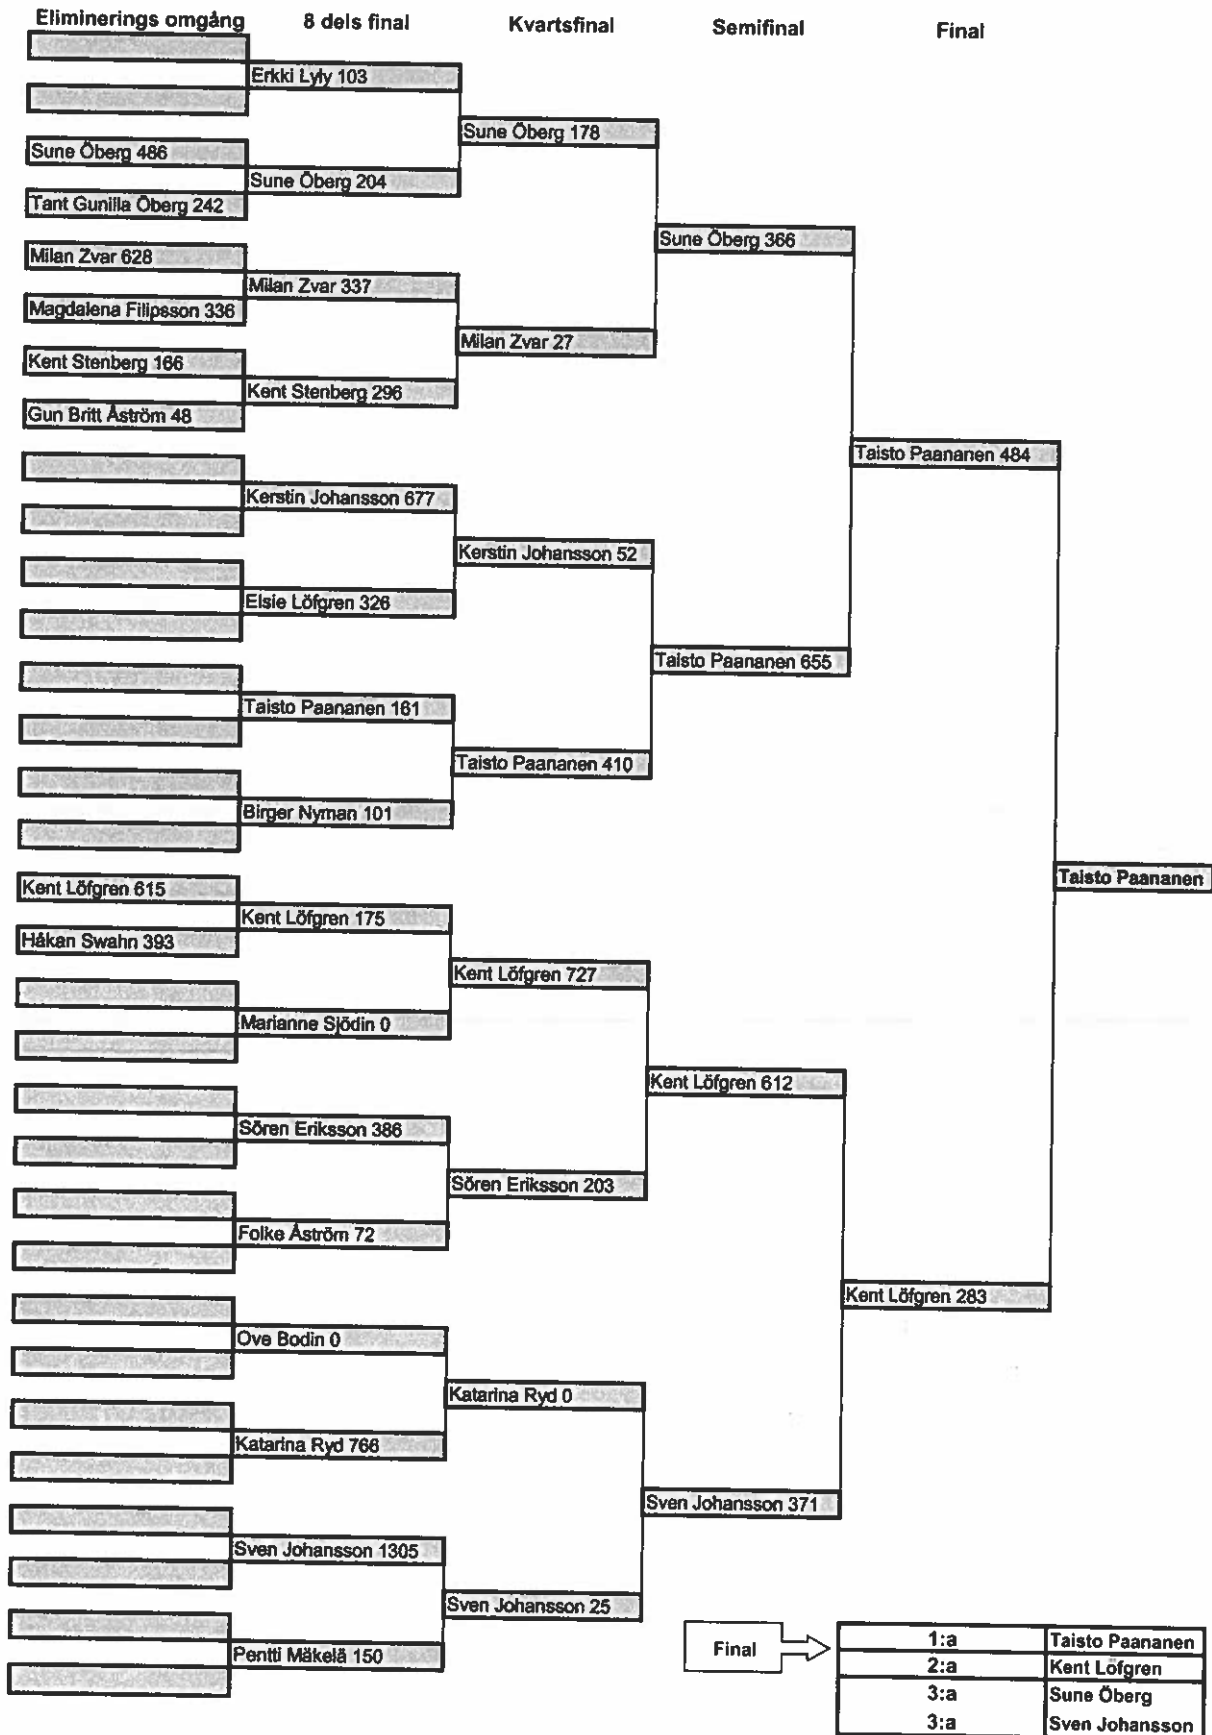 Eliminerings omgång
8 dels final
Kvartsfinal
Semifinal
Final
Erkki Lyly 103
Sune Öberg 178
Sune Öberg 486
Sune Öberg 204
Tant Gunilla Öberg 242
Sune Öberg 366
Milan Zvar 628
Milan Zvar 337
Magdalena Filipsson 336
Milan Zvar 27
Kent Stenberg 166
Kent Stenberg 296
Gun Britt Åström 48
Taisto Paananen 484
Kerstin Johansson 677
Kerstin Johansson 52
Elsie Löfgren 326
Taisto Paananen 655
Taisto Paananen 161
Taisto Paananen 410
Birger Nyman 101
Taisto Paananen
Kent Löfgren 615
Kent Löfgren 175
Håkan Swahn 393
Kent Löfgren 727
Marianne Sjödin 0
Kent Löfgren 612
Sören Eriksson 386
Sören Eriksson 203
Folke Åström 72
Kent Löfgren 283
Ove Bodin 0
Katarina Ryd 0
Katarina Ryd 766
Sven Johansson 371
Sven Johansson 1305
Sven Johansson 25
Pentti Mäkelä 150
Final
1:a Taisto Paananen
2:a Kent Löfgren
3:a Sune Öberg
3:a Sven Johansson